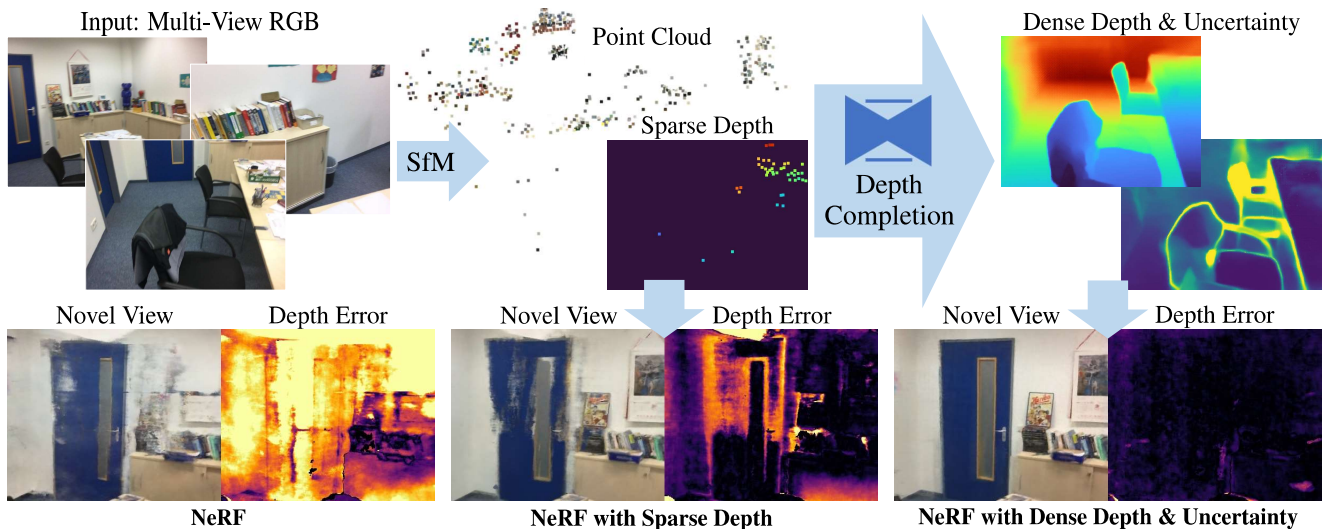 Input: Multi-View RGB
Point Cloud
Dense Depth & Uncertainty
SfM
Sparse Depth
Depth
Completion
Novel View
Depth Error
Novel View
Depth Error
Novel View
Depth Error
NeRF
NeRF with Sparse Depth
NeRF with Dense Depth & Uncertainty